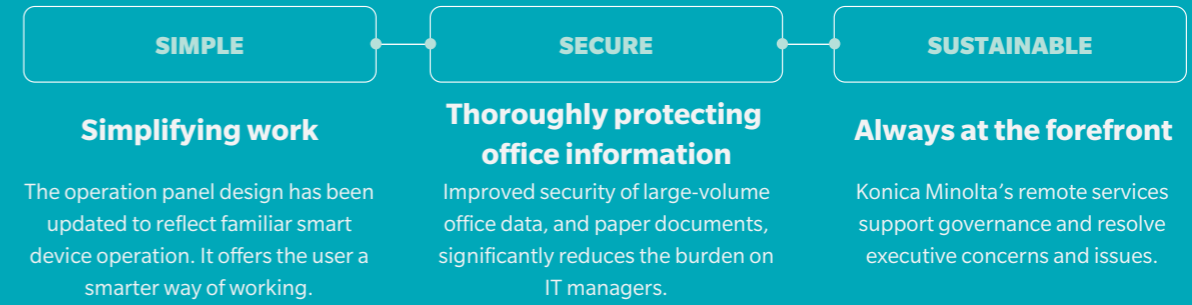 SIMPLE
Simplifying work
The operation panel design has been
updated to reflect familiar smart
device operation. It offers the user a
smarter way of working.
SECURE
Thoroughly protecting
office information
Improved security of large-volume
office data, and paper documents,
significantly reduces the burden on
IT managers.
SUSTAINABLE
Always at the forefront
Konica Minolta’s remote services
support governance and resolve
executive concerns and issues.